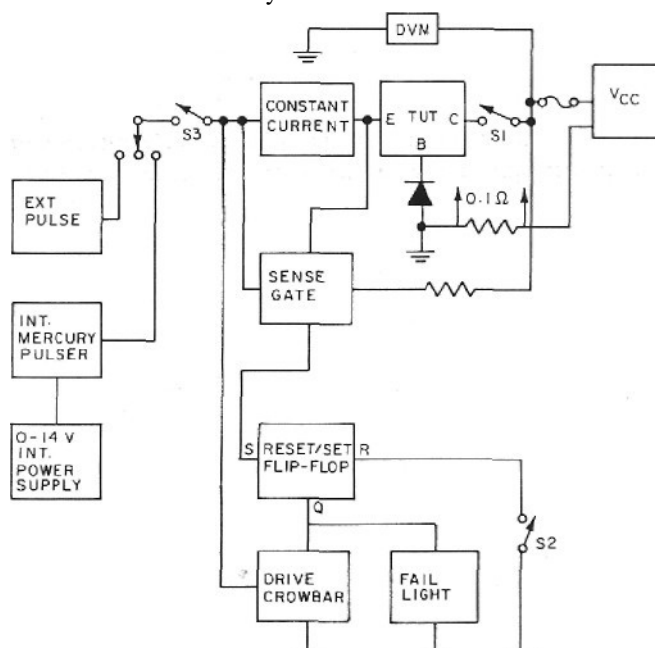 DVM
CONSTANT
CURRENT
E TUT C
B
S1
VCC
S3
0.1Ω
EXT
PULSE
SENSE
GATE
INT.
MERCURY
PULSER
0-14 V
INT.
POWER
SUPPLY
S RESET/SET R
FLIP-FLOP
Q
S2
DRIVE
CROWBAR
FAIL
LIGHT